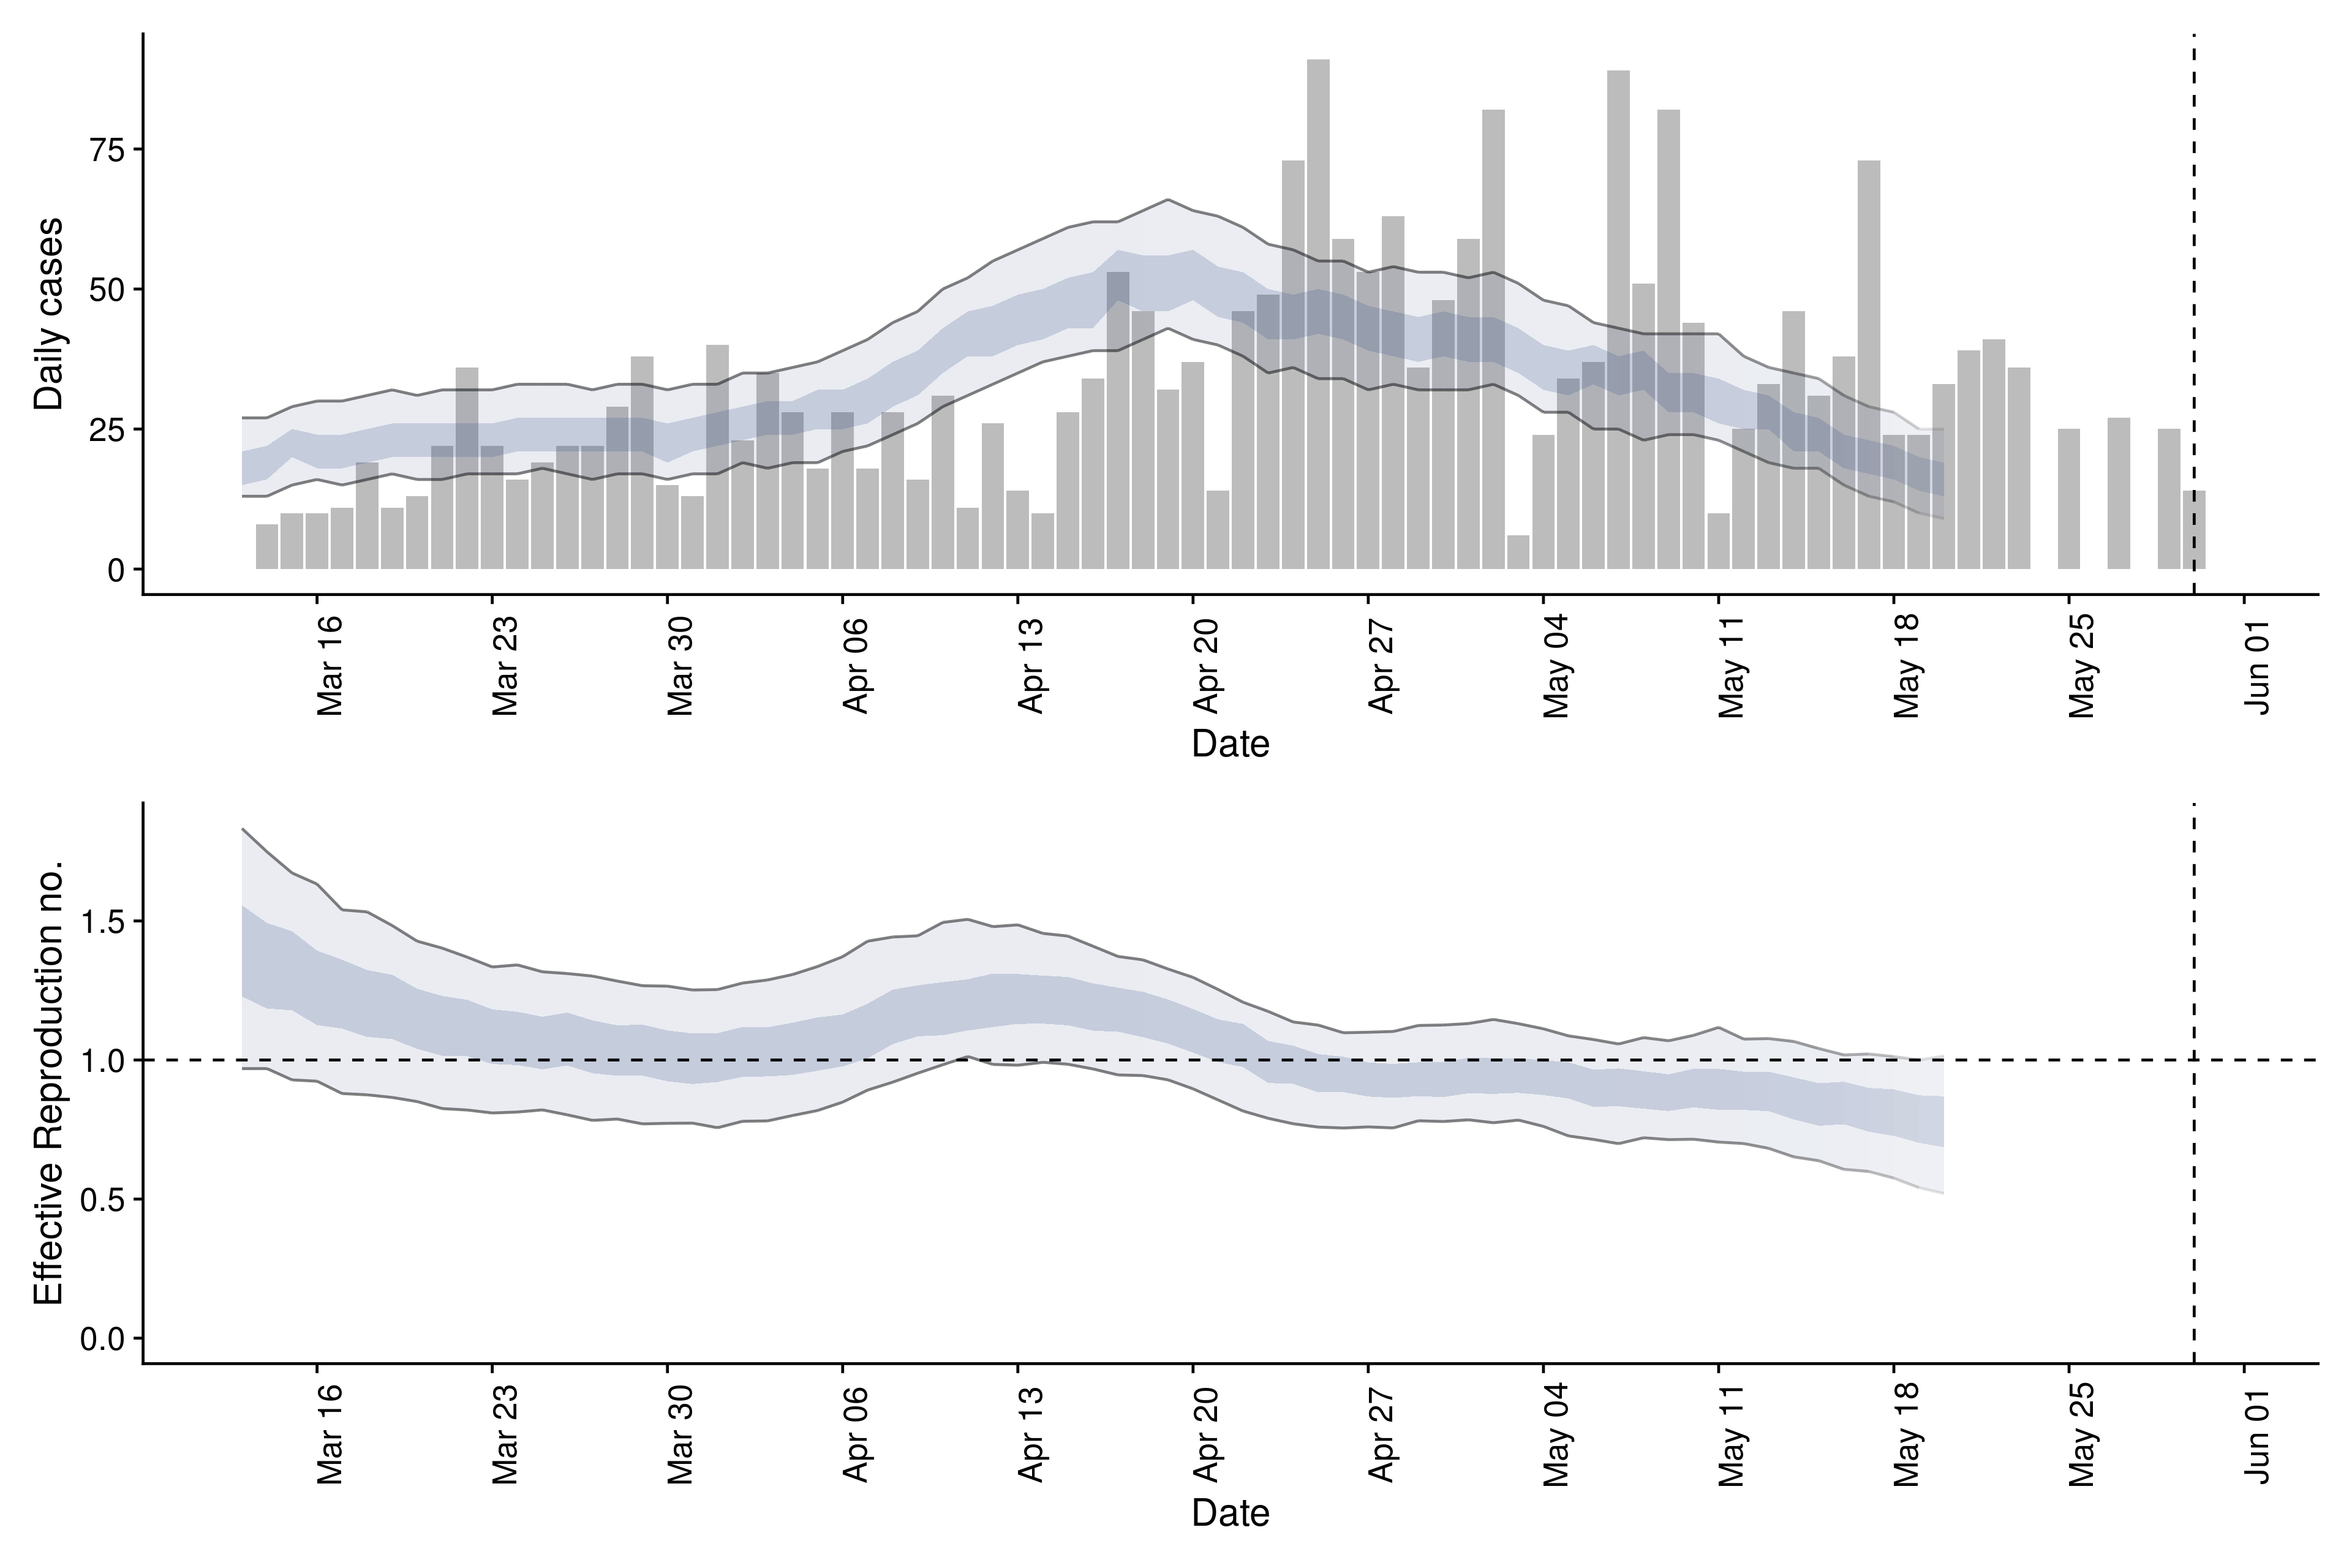 Daily cases
75
50
25
0
Mar 16
Mar 23
Mar 30
Apr 06
Apr 13
Apr 20
Apr 27
May 04
May 11
May 18
May 25
Jun 01
Date
Effective Reproduction no.
1.5
1.0
0.5
0.0
Mar 16
Mar 23
Mar 30
Apr 06
Apr 13
Apr 20
Apr 27
May 04
May 11
May 18
May 25
Jun 01
Date